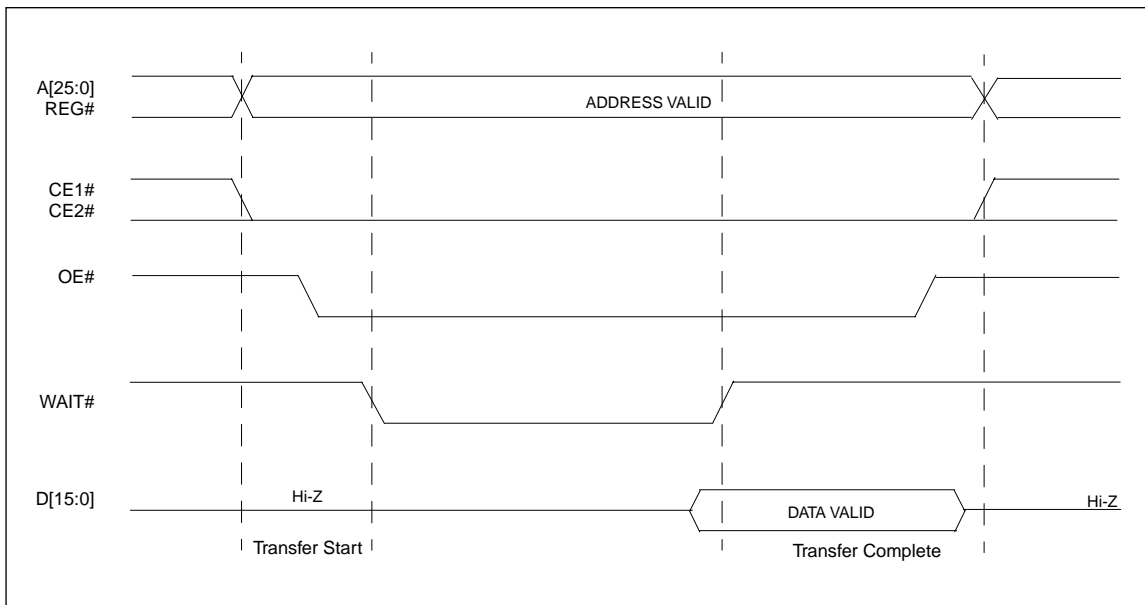 A[25:0]
REG#
ADDRESS VALID
CE1#
CE2#
OE#
WAIT#
D[15:0]
Hi-Z
DATA VALID
Hi-Z
Transfer Start
Transfer Complete